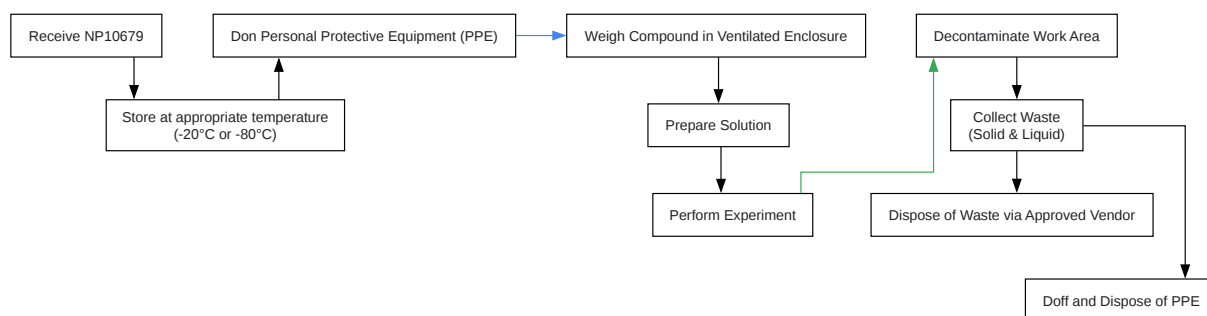 Receive NP10679
Store at appropriate temperature
(-20°C or -80°C)
Don Personal Protective Equipment (PPE)
Weigh Compound in Ventilated Enclosure
Prepare Solution
Perform Experiment
Decontaminate Work Area
Collect Waste
(Solid & Liquid)
Dispose of Waste via Approved Vendor
Doff and Dispose of PPE